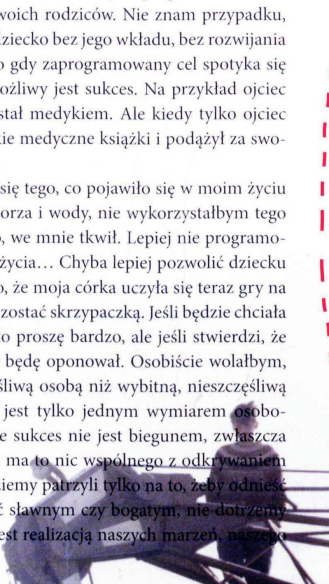 woich rodziców. Nie znam przypadku,
dziecko bez jego wkładu, bez rozwijania
o gdy zaprogramowany cel spotyka się
ożliwy jest sukces. Na przykład ojciec
stał medykiem. Ale kiedy tylko ojciec
kie medyczne książki i podążył za swo-
się tego, co pojawiło się w moim życiu
orza i wody, nie wykorzystałbym tego
o, we mnie tkwił. Lepiej nie programo-
życia… Chyba lepiej pozwolić dziecku
o, że moja córka uczyła się teraz gry na
zostać skrzypaczką. Jeśli będzie chciała
to proszę bardzo, ale jeśli stwierdzi, że
będę oponował. Osobiście wolałbym,
śliwą osobą niż wybitną, nieszczęśliwą
jest tylko jednym wymiarem osobo-
e sukces nie jest biegunem, zwłaszcza
ma to nic wspólnego z odkrywaniem
iemy patrzyli tylko na to, żeby odnieść
ć sławnym czy bogatym, nie dotrzemy
est realizacją naszych marzeń, naszego